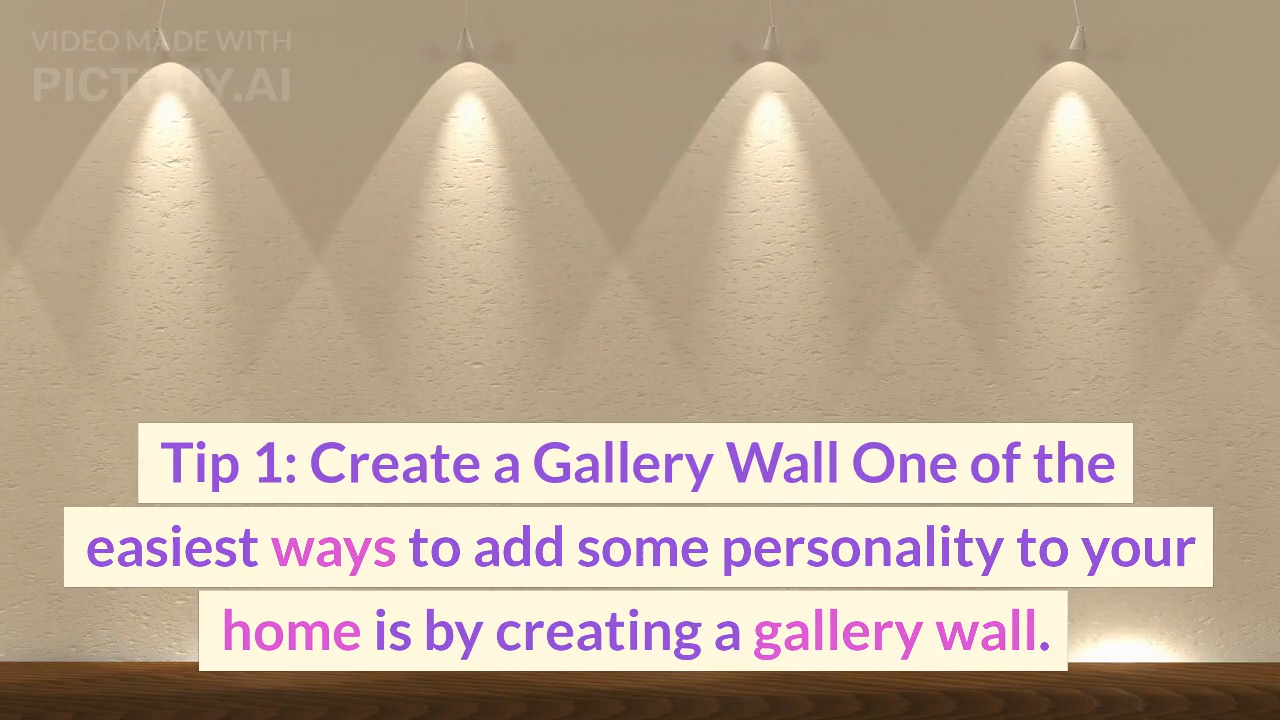 VIDEO MADE WITH
PICTORY.AI
Tip 1: Create a Gallery Wall One of the
easiest ways to add some personality to your
home is by creating a gallery wall.